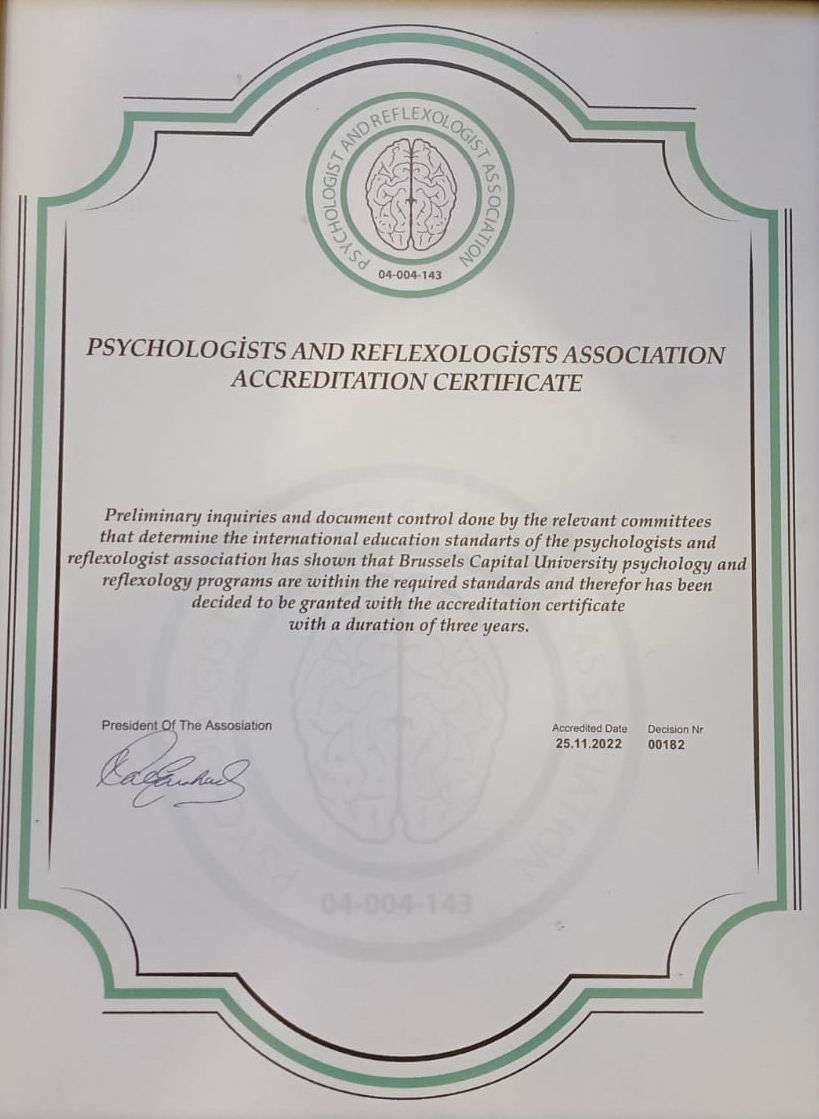 PSYCHOLOGIST AND REFLEXOLOGIST ASSOCIATION
04-004-143
PSYCHOLOGİSTS AND REFLEXOLOGİSTS ASSOCIATION
ACCREDITATION CERTIFICATE
Preliminary inquiries and document control done by the relevant committees
that determine the international education standarts of the psychologists and
reflexologist association has shown that Brussels Capital University psychology and
reflexology programs are within the required standards and therefor has been
decided to be granted with the accreditation certificate
with a duration of three years.
President Of The Assosiation
Accredited Date Decision Nr
25.11.2022 00182
04-004-143